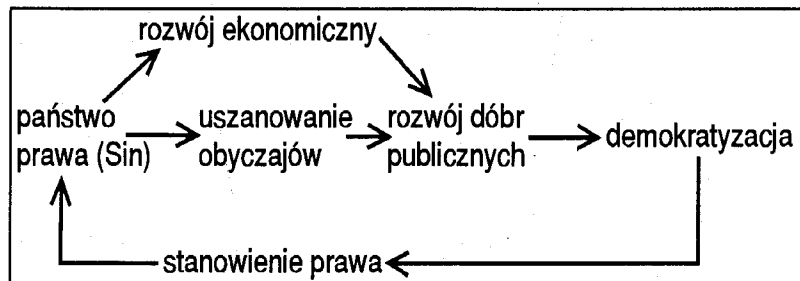 rozwój ekonomiczny
państwo
prawa (Sin)
uszanowanie
obyczajów
rozwój dóbr
publicznych
demokratyzacja
stanowienie prawa